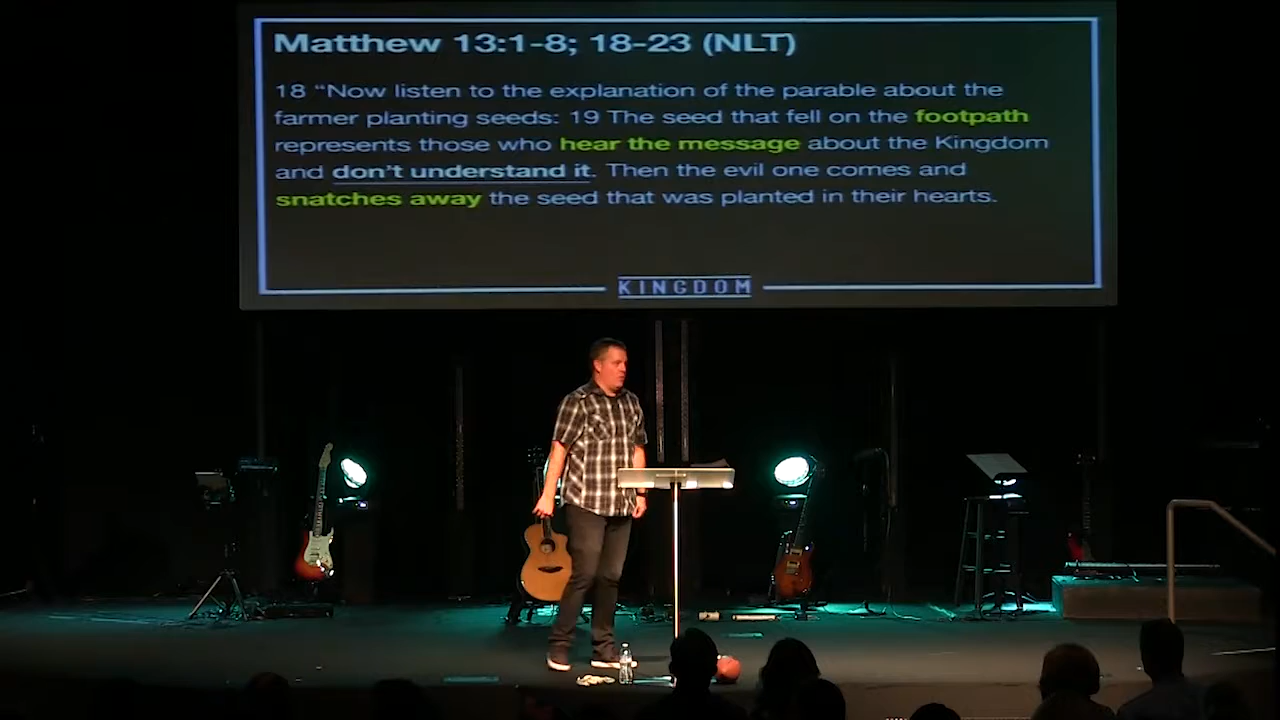 Matthew 13:1-8; 18-23 (NLT)
18 “Now listen to the explanation of the parable about the
farmer planting seeds: 19 The seed that fell on the footpath
represents those who hear the message about the Kingdom
and don’t understand it. Then the evil one comes and
snatches away the seed that was planted in their hearts.
KINGDOM